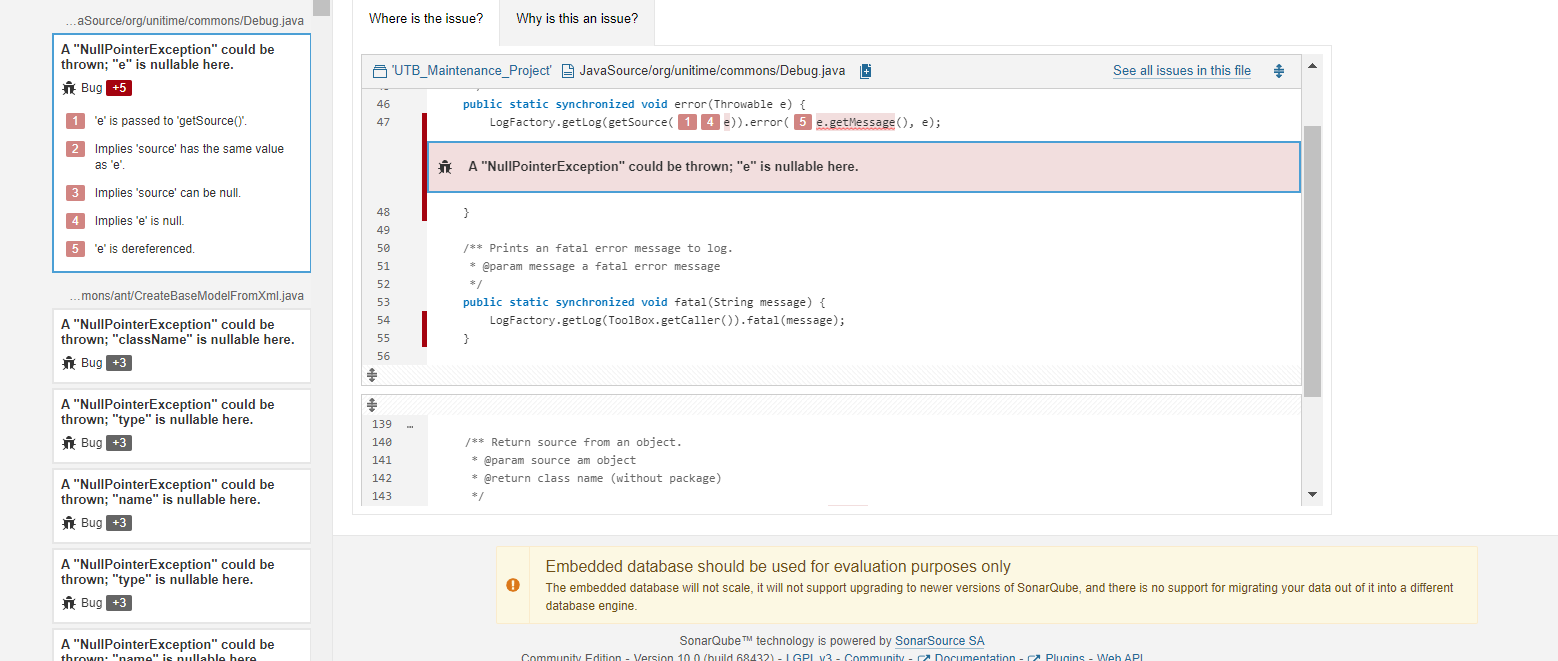 ...aSource/org/unitime/commons/Debug.java
A "NullPointerException" could be
thrown; "e" is nullable here.
Bug +5
1 'e' is passed to 'getSource()'.
2 Implies 'source' has the same value
as 'e'.
3 Implies 'source' can be null.
4 Implies 'e' is null.
5 'e' is dereferenced.
...mons/ant/CreateBaseModelFromXml.java
A "NullPointerException" could be
thrown; "className" is nullable here.
Bug +3
A "NullPointerException" could be
thrown; "type" is nullable here.
Bug +3
A "NullPointerException" could be
thrown; "name" is nullable here.
Bug +3
A "NullPointerException" could be
thrown; "type" is nullable here.
Bug +3
A "NullPointerException" could be
thrown; "name" is nullable here.
Where is the issue? Why is this an issue?
'UTB_Maintenance_Project' JavaSource/org/unitime/commons/Debug.java See all issues in this file
46 public static synchronized void error(Throwable e) {
47 LogFactory.getLog(getSource( 1 4 e)).error( 5 e.getMessage(), e);
A "NullPointerException" could be thrown; "e" is nullable here.
48 }
49
50 /** Prints an fatal error message to log.
51 * @param message a fatal error message
52 */
53 public static synchronized void fatal(String message) {
54 LogFactory.getLog(ToolBox.getCaller()).fatal(message);
55 }
56
139 …
140 /** Return source from an object.
141 * @param source am object
142 * @return class name (without package)
143 */
Embedded database should be used for evaluation purposes only
The embedded database will not scale, it will not support upgrading to newer versions of SonarQube, and there is no support for migrating your data out of it into a different
database engine.
SonarQube™ technology is powered by SonarSource SA
Community Edition - Version 10.0 (build 68432) - LGPL v3 - Community - Documentation - Plugins - Web API